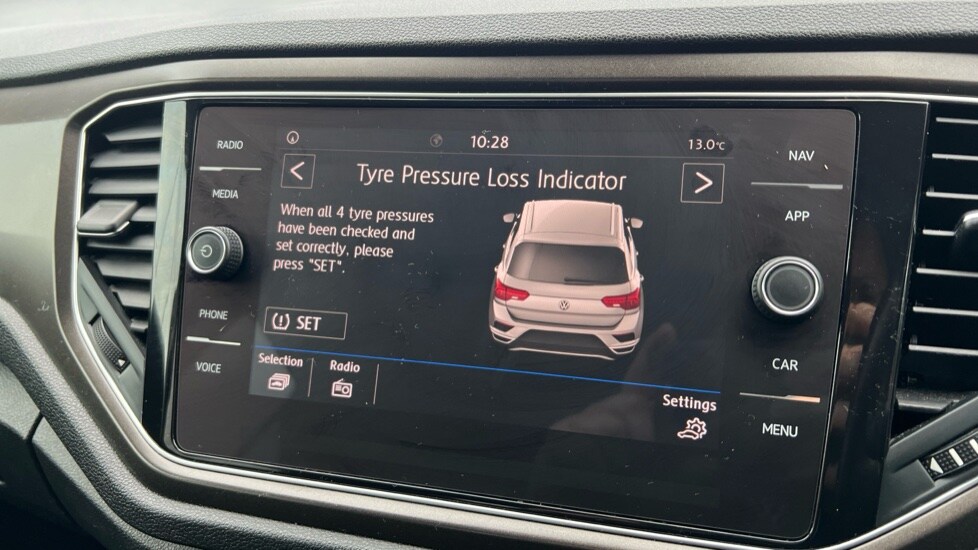 RADIO
MEDIA
PHONE
VOICE
10:28
13.0°C
<
Tyre Pressure Loss Indicator
>
When all 4 tyre pressures
have been checked and
set correctly, please
press "SET".
(!) SET
Selection
Radio
Settings
NAV
APP
CAR
MENU